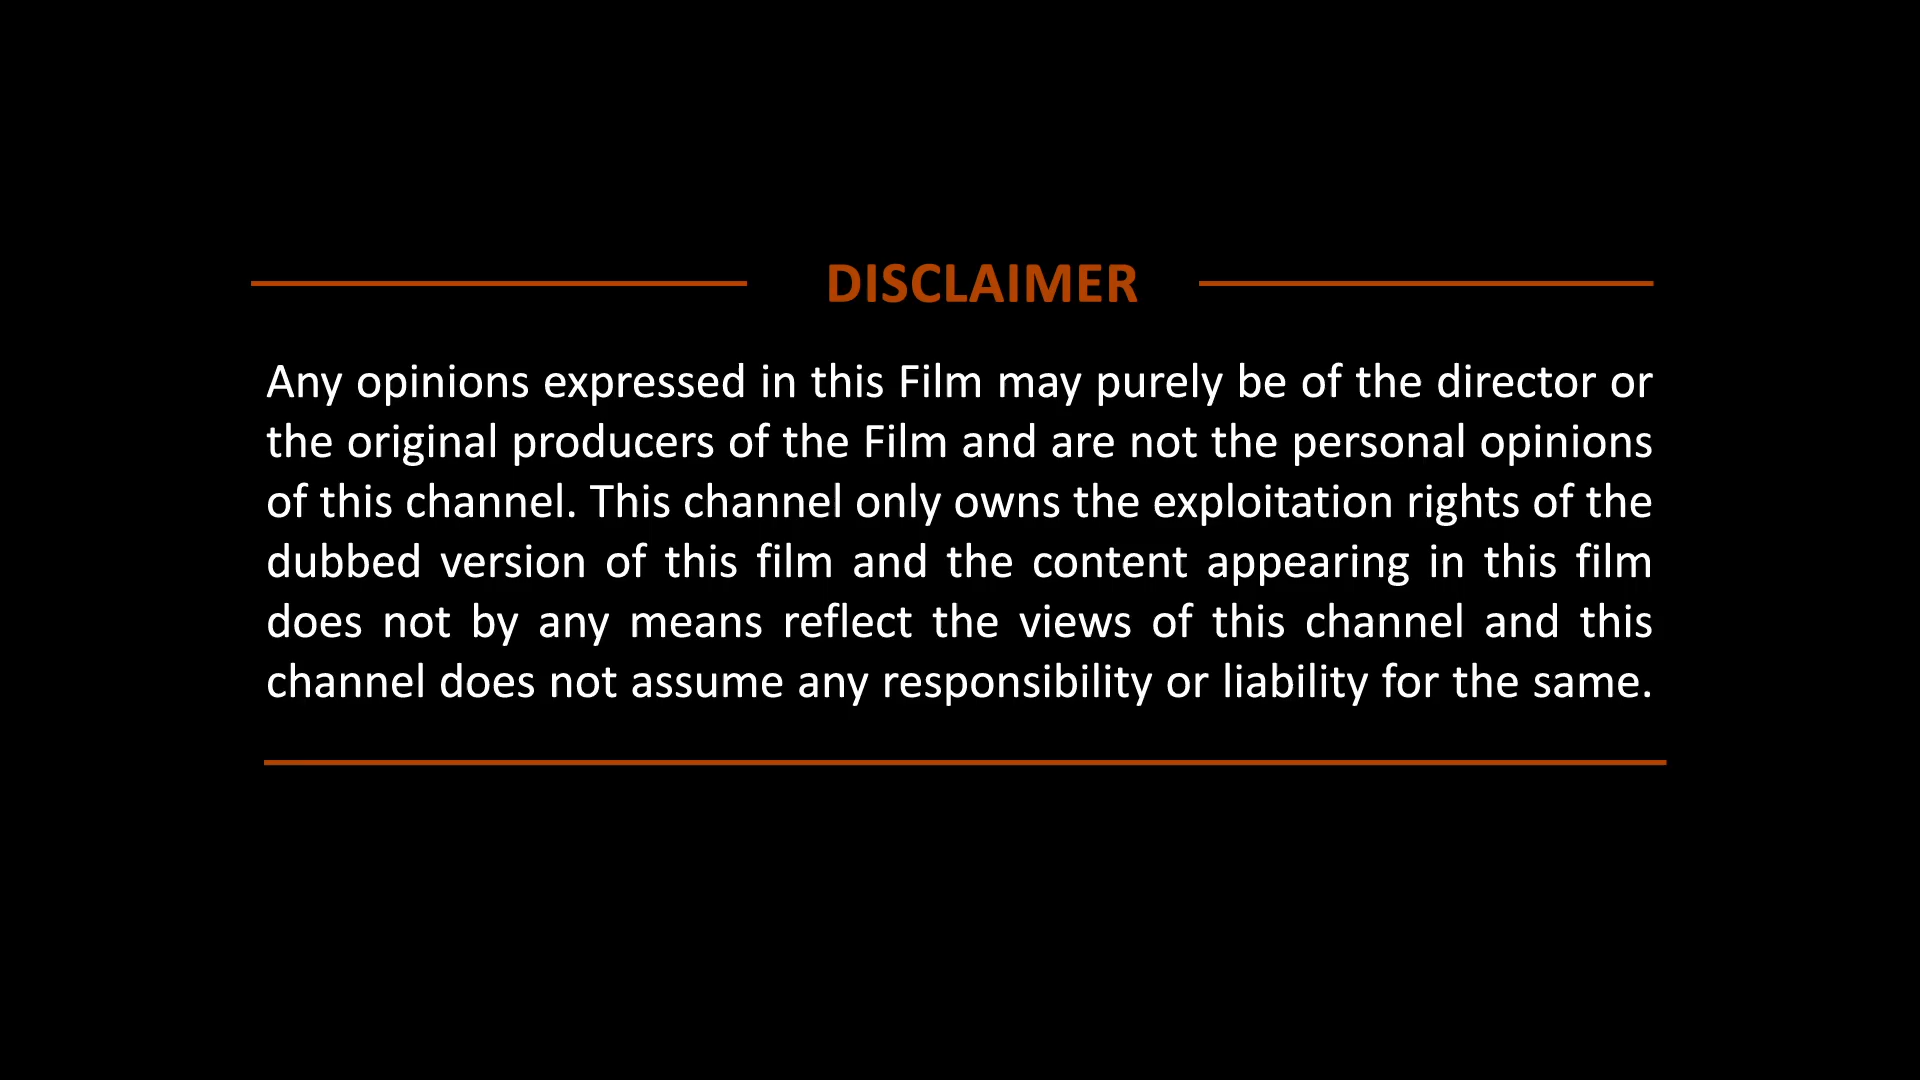 DISCLAIMER
Any opinions expressed in this Film may purely be of the director or
the original producers of the Film and are not the personal opinions
of this channel. This channel only owns the exploitation rights of the
dubbed version of this film and the content appearing in this film
does not by any means reflect the views of this channel and this
channel does not assume any responsibility or liability for the same.